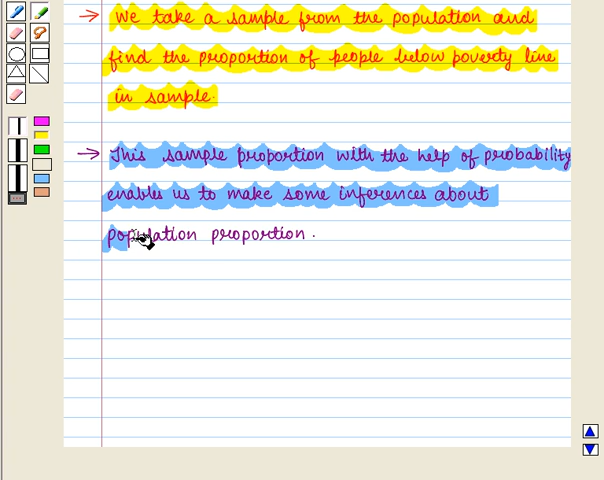 → We take a sample from the population and
find the proportion of people below poverty line
in sample.
→ This sample proportion with the help of probability
enables us to make some inferences about
population proportion.